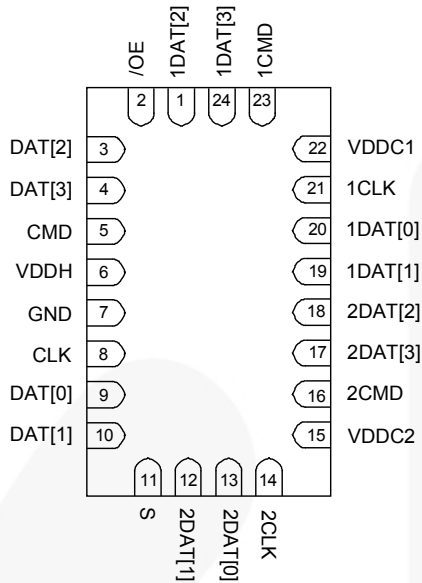 /OE
1DAT[2]
1DAT[3]
1CMD
2
1
24
23
DAT[2]
3
22
VDDC1
DAT[3]
4
21
1CLK
CMD
5
20
1DAT[0]
VDDH
6
19
1DAT[1]
GND
7
18
2DAT[2]
CLK
8
17
2DAT[3]
DAT[0]
9
16
2CMD
DAT[1]
10
15
VDDC2
11
12
13
14
S
2DAT[1]
2DAT[0]
2CLK